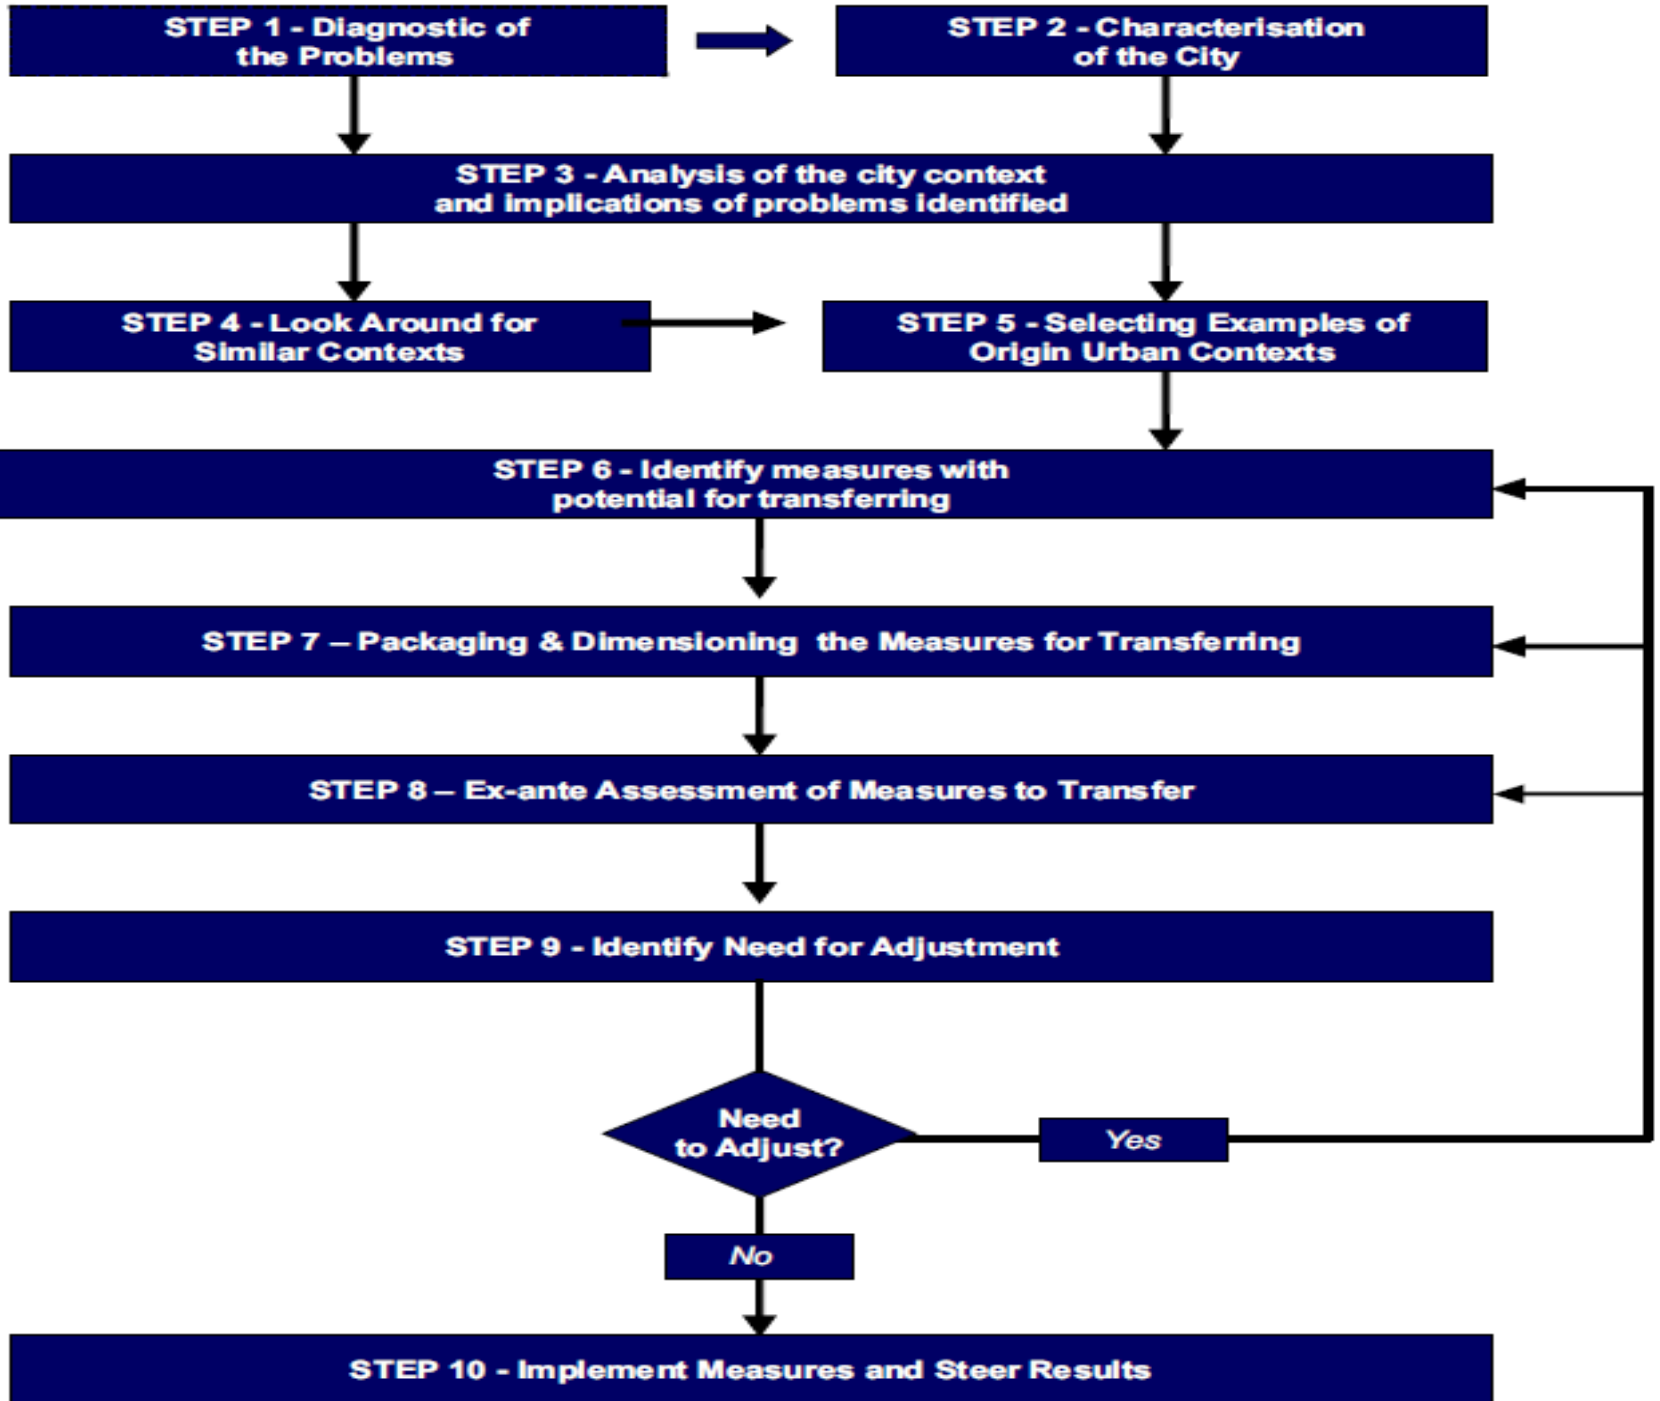 STEP 1 - Diagnostic of
the Problems
STEP 2 - Characterisation
of the City
STEP 3 - Analysis of the city context
and implications of problems identified
STEP 4 - Look Around for
Similar Contexts
STEP 5 - Selecting Examples of
Origin Urban Contexts
STEP 6 - Identify measures with
potential for transferring
STEP 7 – Packaging & Dimensioning the Measures for Transferring
STEP 8 – Ex-ante Assessment of Measures to Transfer
STEP 9 - Identify Need for Adjustment
Need
to Adjust?
Yes
No
STEP 10 - Implement Measures and Steer Results